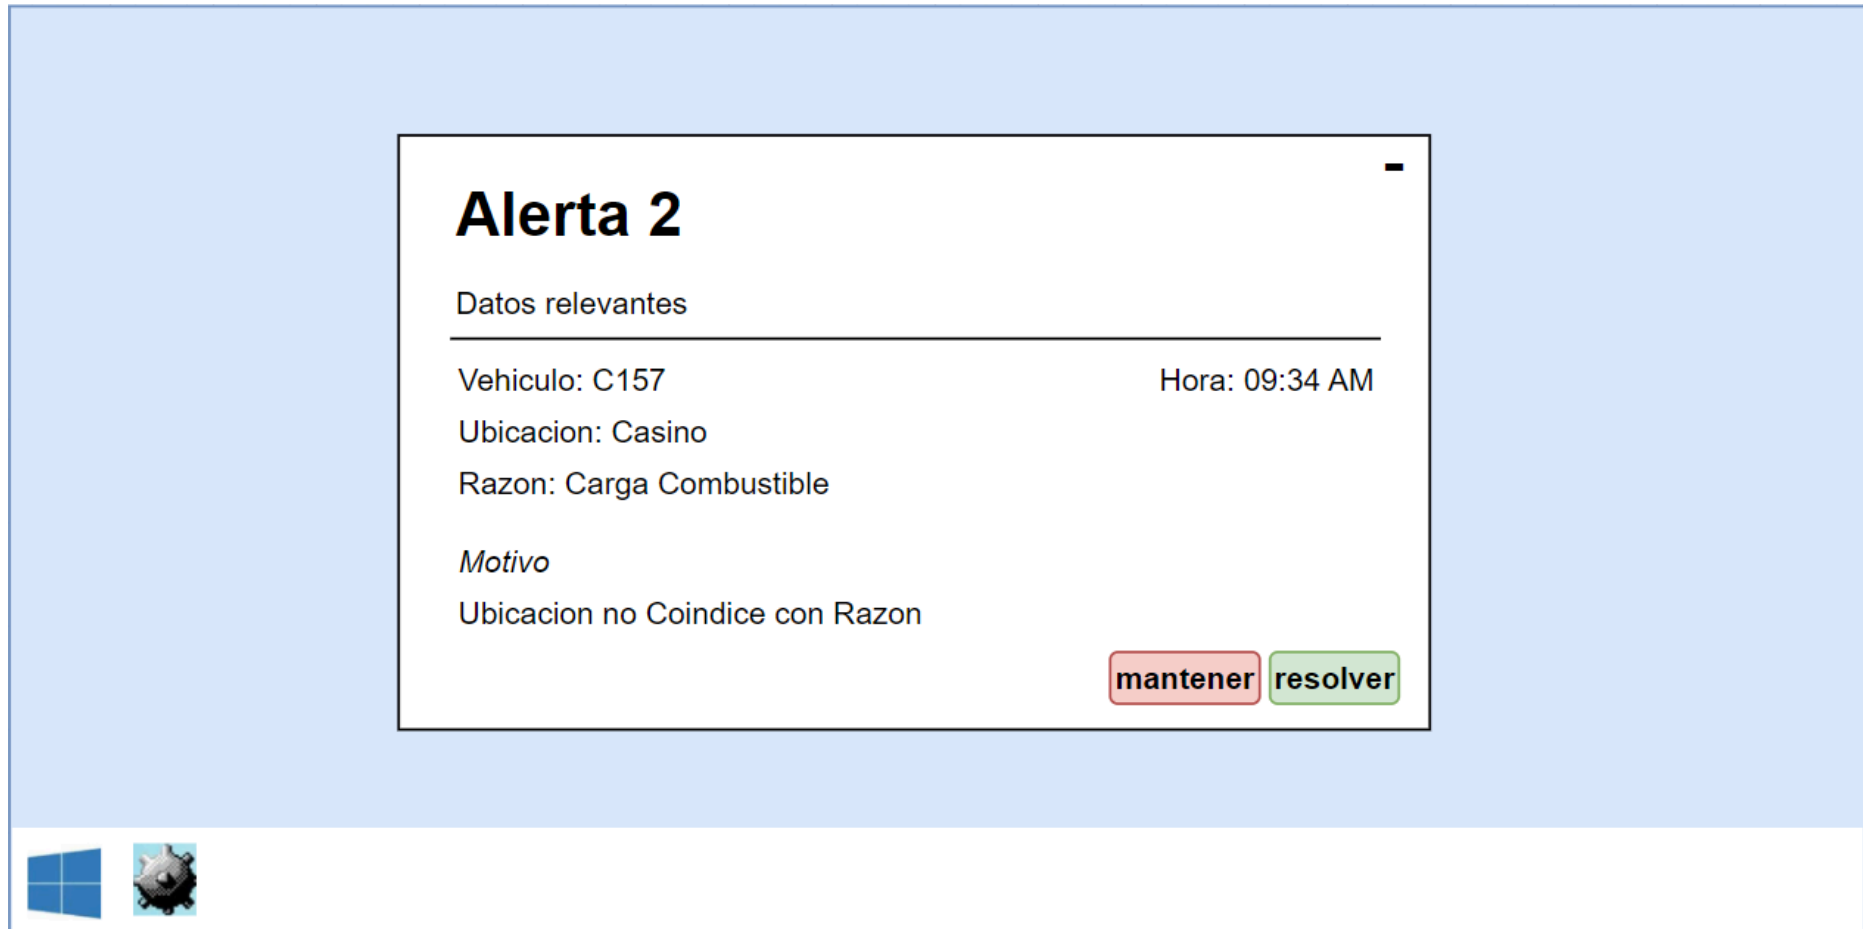 -
Alerta 2
Datos relevantes
Vehiculo: C157
Hora: 09:34 AM
Ubicacion: Casino
Razon: Carga Combustible
Motivo
Ubicacion no Coindice con Razon
mantener
resolver